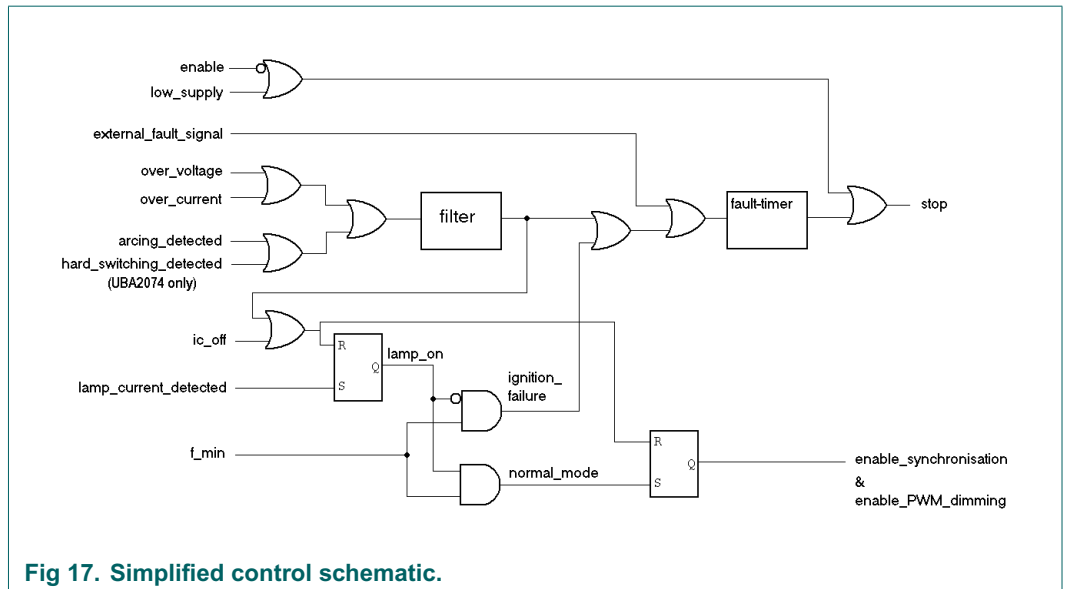 enable
low_supply
external_fault_signal
over_voltage
over_current
filter
fault-timer
stop
arcing_detected
hard_switching_detected
(UBA2074 only)
ic_off
R
Q
S
lamp_on
lamp_current_detected
ignition_
failure
f_min
normal_mode
R
Q
S
enable_synchronisation
&
enable_PWM_dimming
Fig 17. Simplified control schematic.